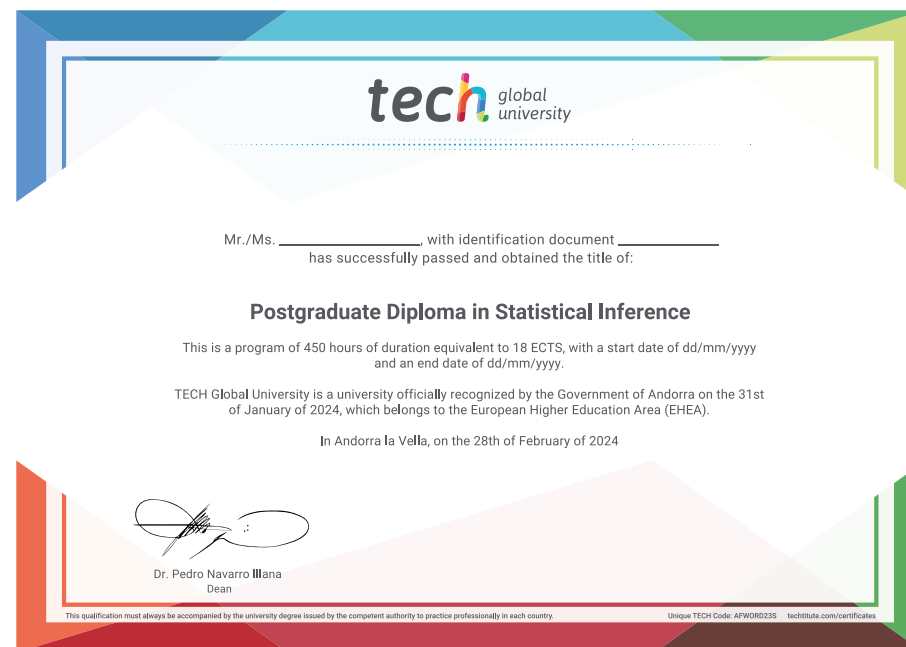 tech global university
Mr./Ms. ____________, with identification document ____________
has successfully passed and obtained the title of:
Postgraduate Diploma in Statistical Inference
This is a program of 450 hours of duration equivalent to 18 ECTS, with a start date of dd/mm/yyyy
and an end date of dd/mm/yyyy.
TECH Global University is a university officially recognized by the Government of Andorra on the 31st
of January of 2024, which belongs to the European Higher Education Area (EHEA).
In Andorra la Vella, on the 28th of February of 2024
Dr. Pedro Navarro Illana
Dean
This qualification must always be accompanied by the university degree issued by the competent authority to practice professionally in each country. Unique TECH Code: AFWORD23S techtitute.com/certificates